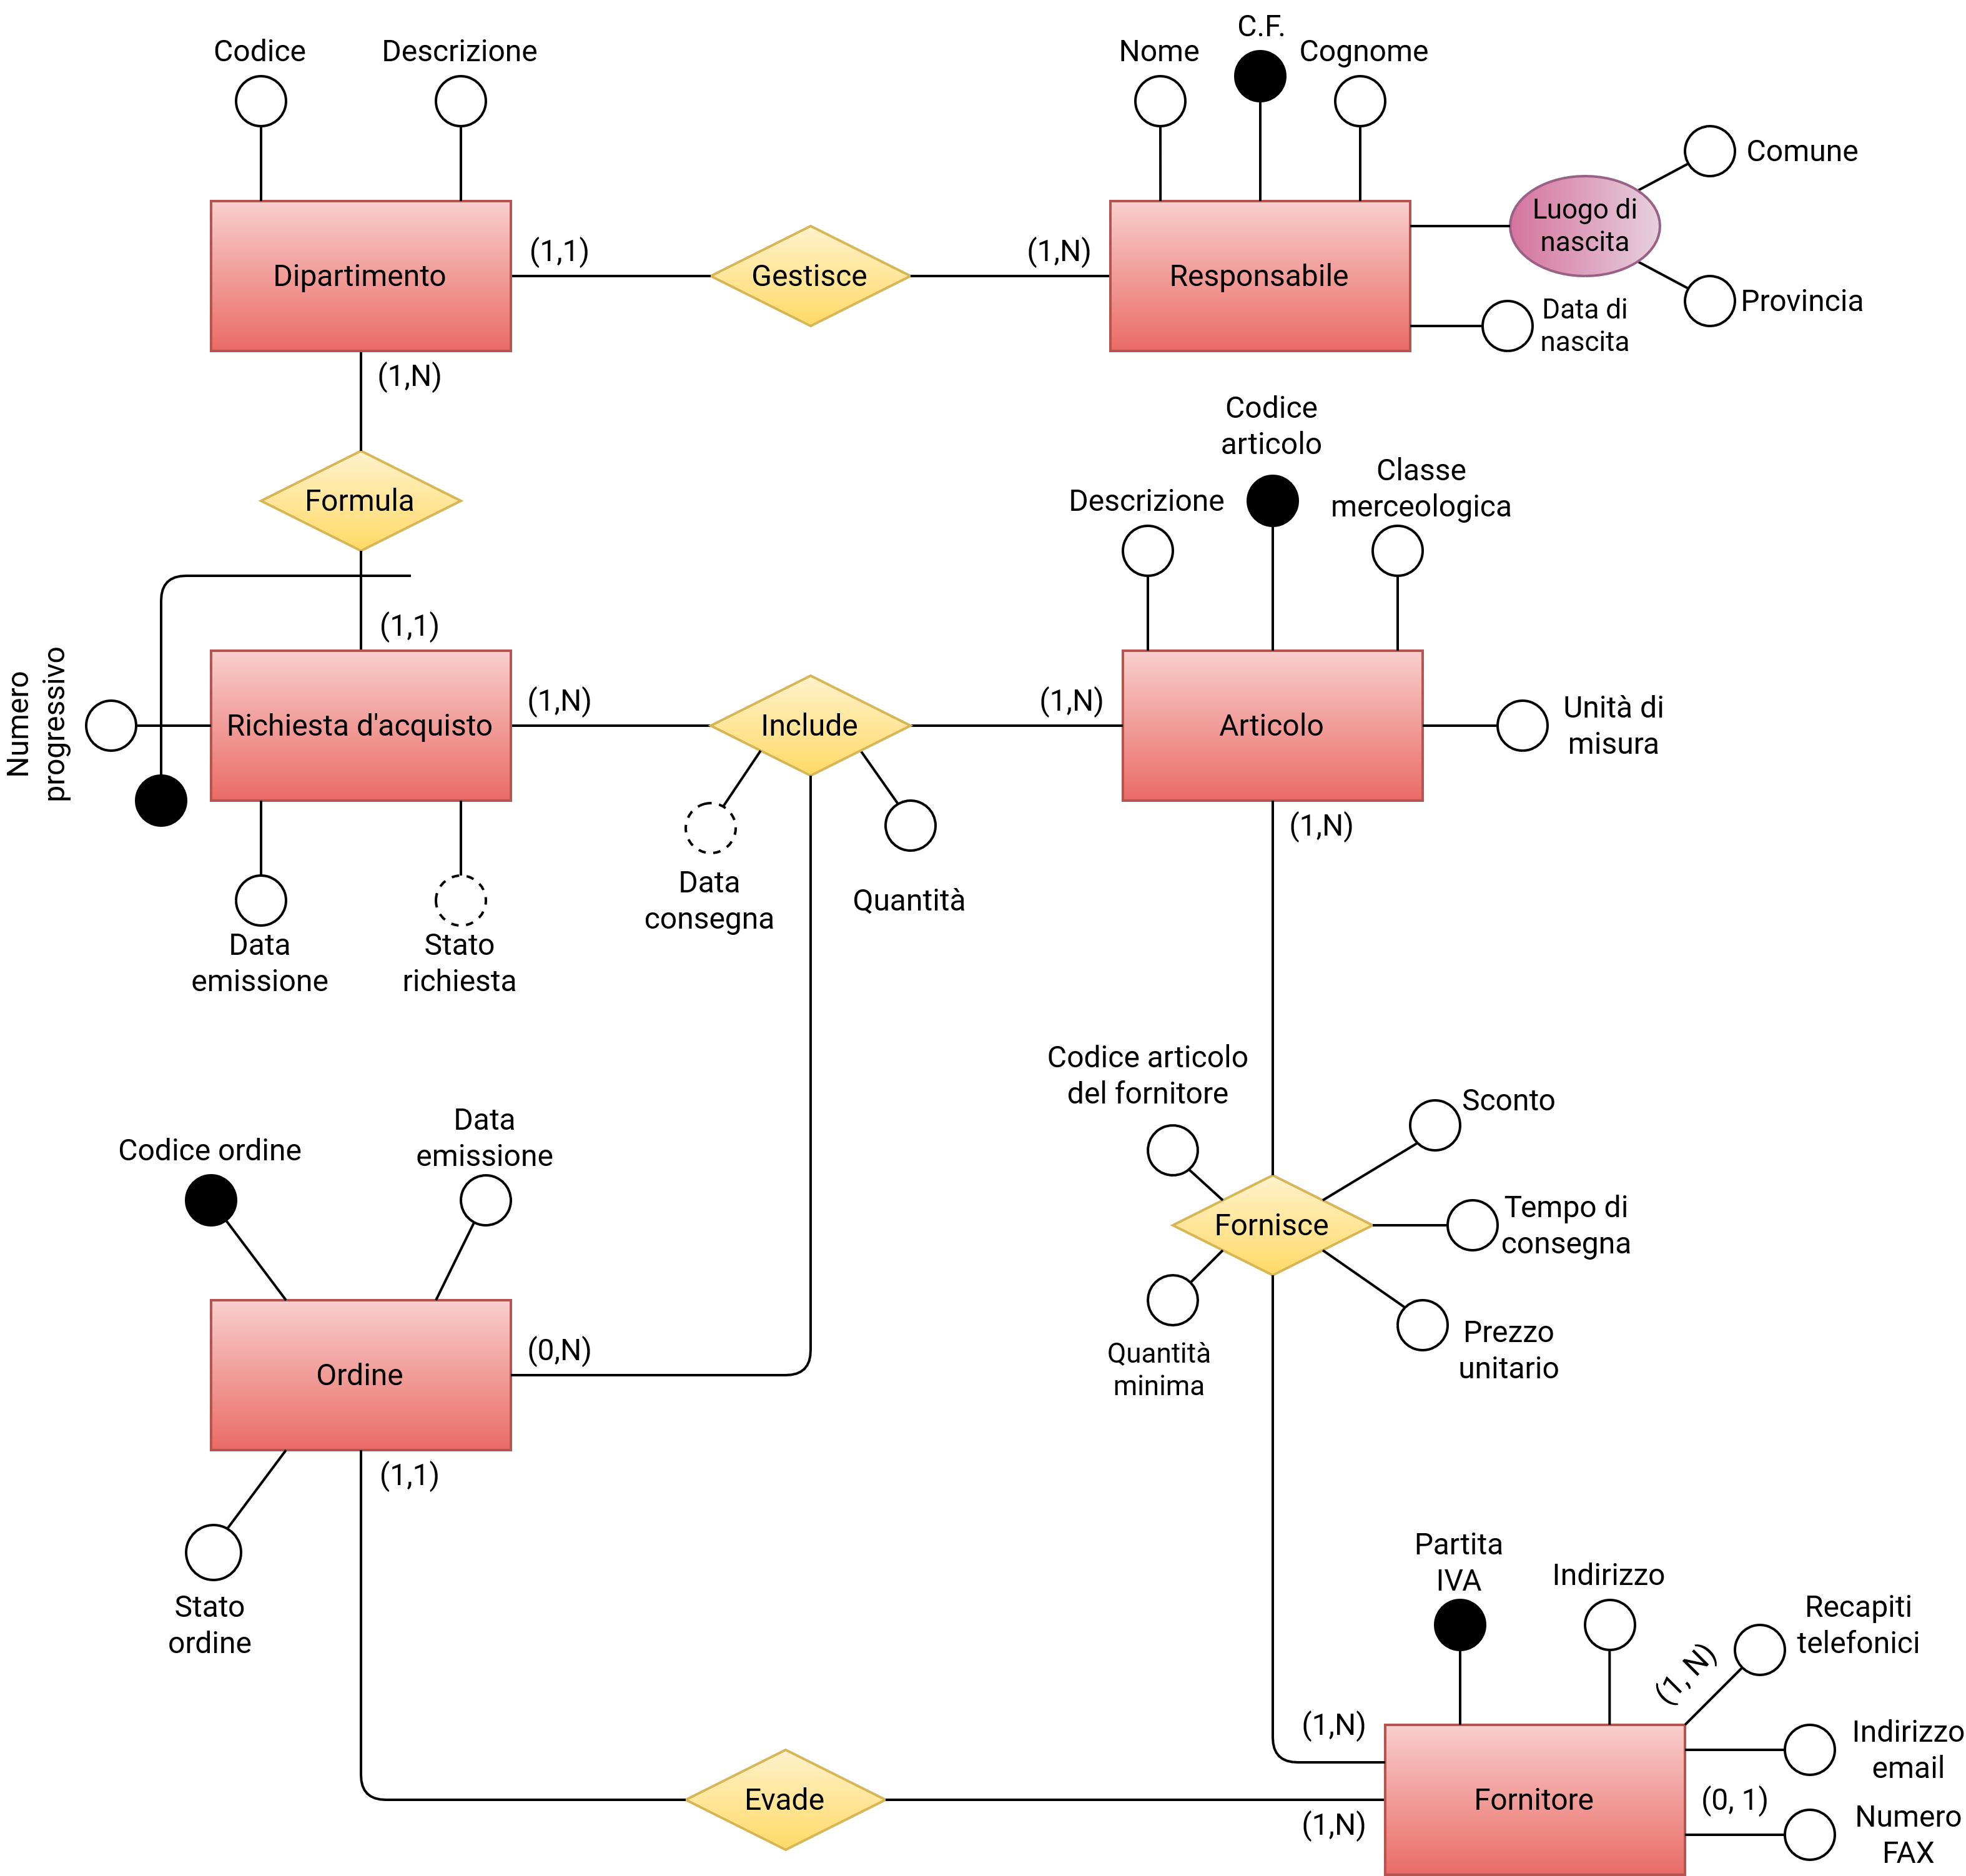 Codice
Descrizione
Nome
C.F.
Cognome
Comune
Luogo di
nascita
Provincia
Data di
nascita
Dipartimento
(1,1)
Gestisce
(1,N)
Responsabile
(1,N)
Formula
(1,1)
Codice
articolo
Descrizione
Classe
merceologica
Numero
progressivo
Richiesta d'acquisto
(1,N)
Include
(1,N)
Articolo
Unità di
misura
(1,N)
Data
emissione
Stato
richiesta
Data
consegna
Quantità
Codice articolo
del fornitore
Sconto
Fornisce
Tempo di
consegna
Quantità
minima
Prezzo
unitario
Codice ordine
Data
emissione
Ordine
(0,N)
(1,1)
Stato
ordine
Evade
Partita
IVA
Indirizzo
Recapiti
telefonici
(1, N)
(1,N)
(1,N)
Fornitore
Indirizzo
email
(0, 1)
Numero
FAX